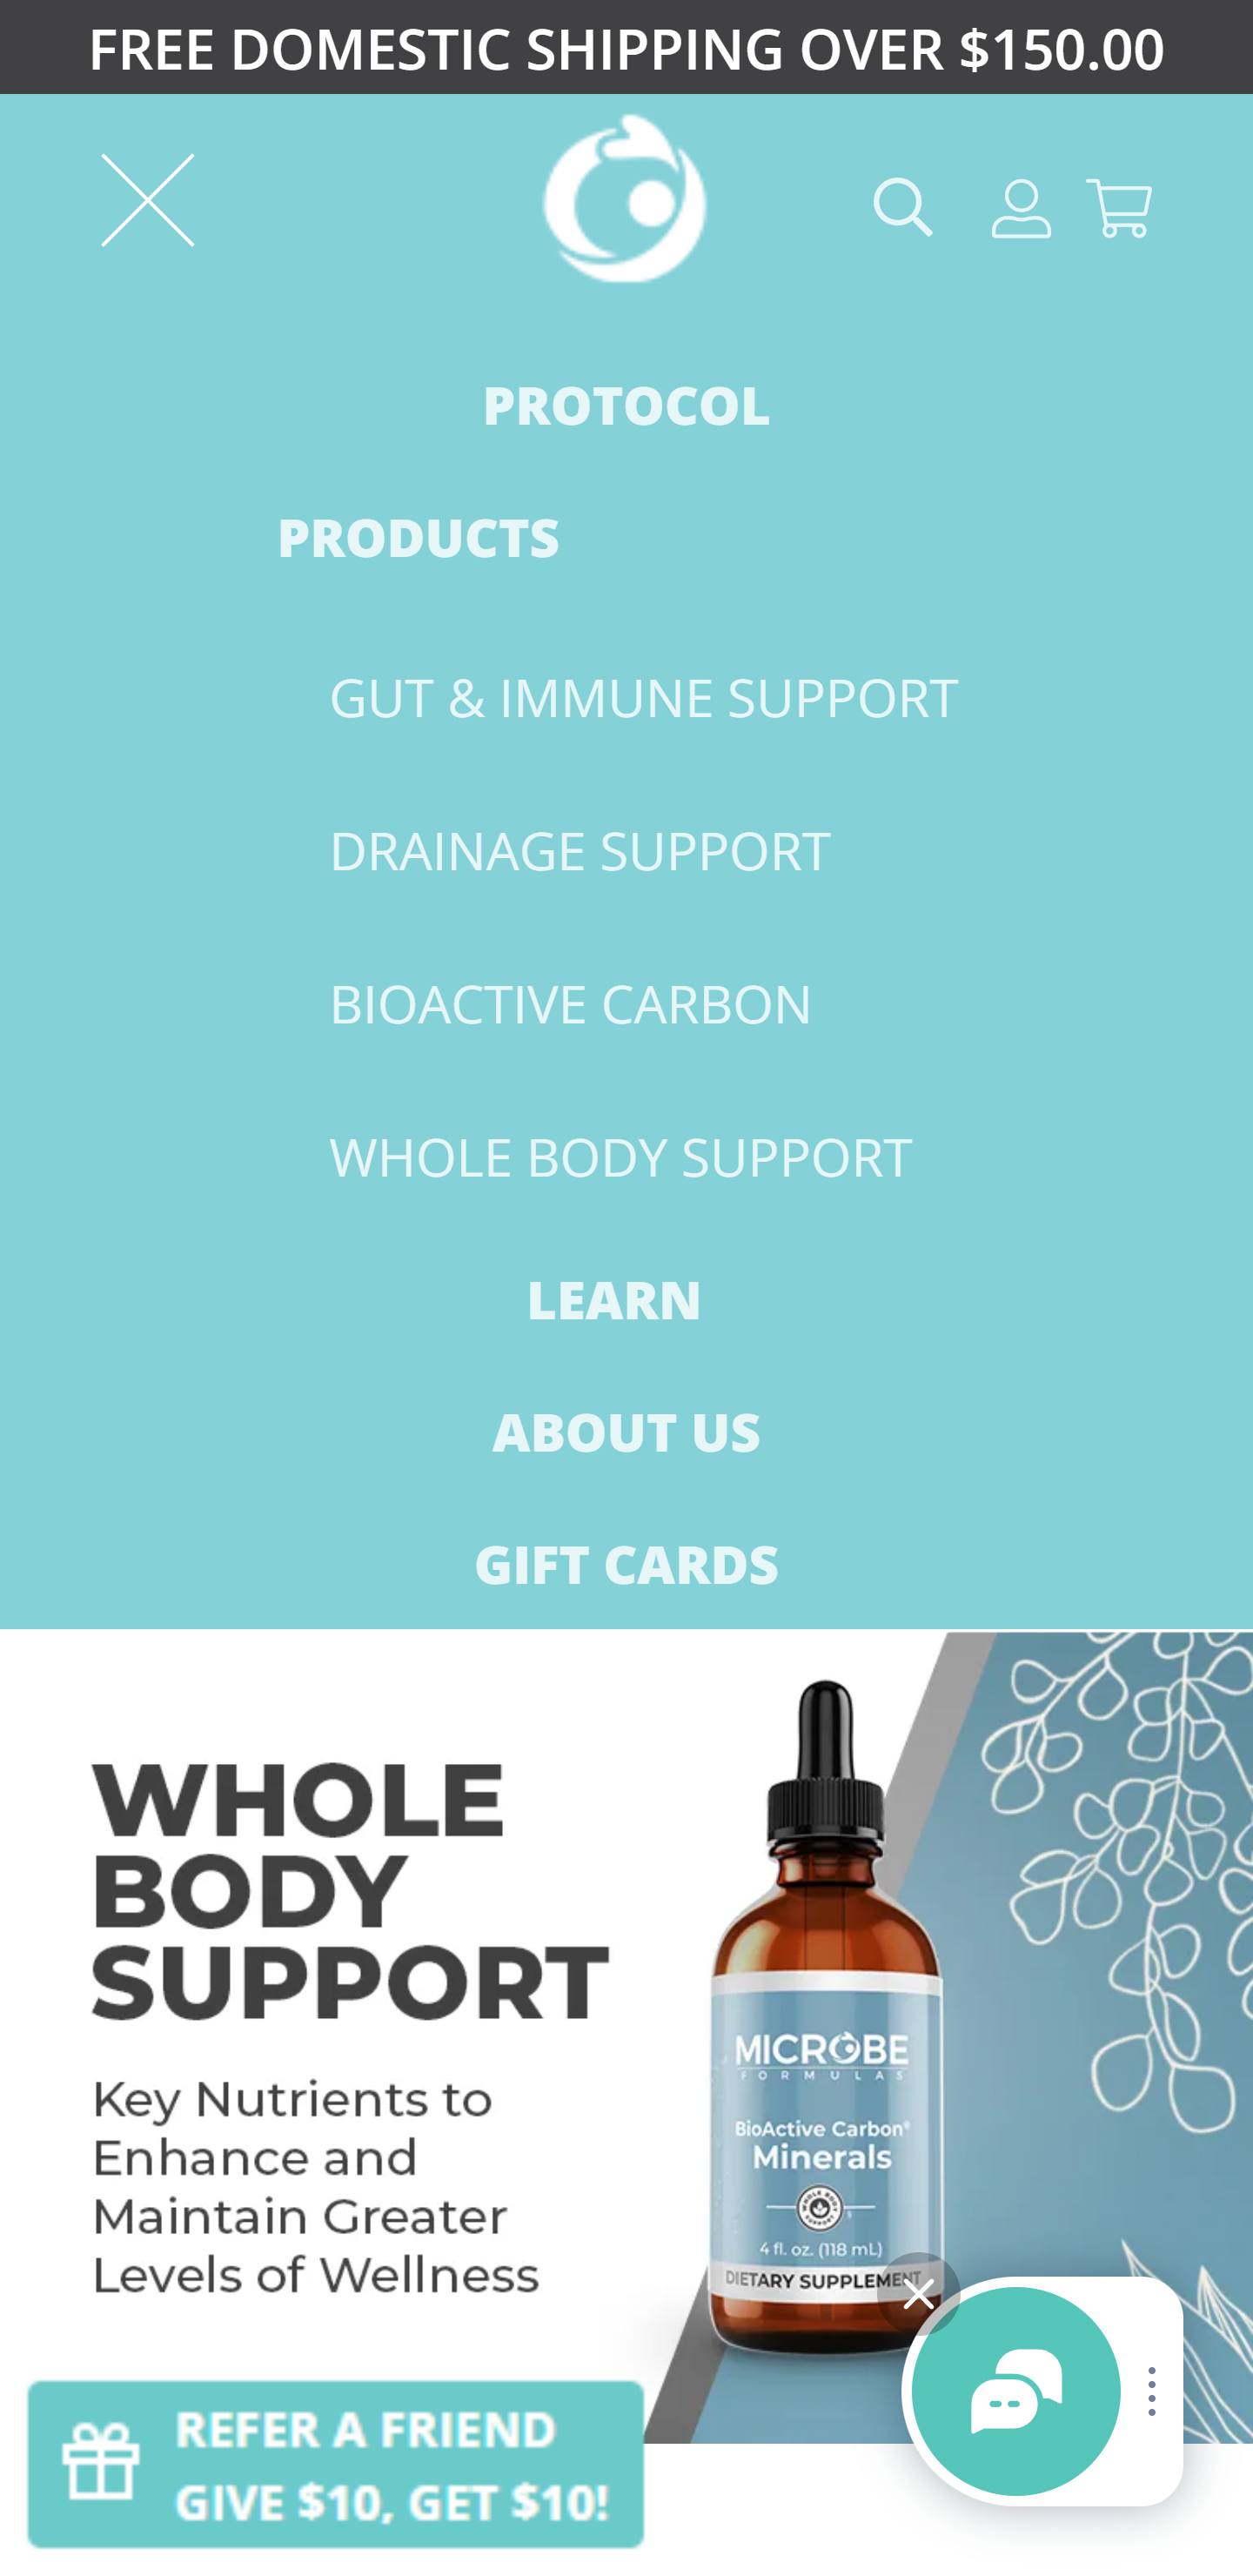 FREE DOMESTIC SHIPPING OVER $150.00
PROTOCOL
PRODUCTS
GUT & IMMUNE SUPPORT
DRAINAGE SUPPORT
BIOACTIVE CARBON
WHOLE BODY SUPPORT
LEARN
ABOUT US
GIFT CARDS
WHOLE
BODY
SUPPORT
Key Nutrients to
Enhance and
Maintain Greater
Levels of Wellness
MICROBE
FORMULAS
BioActive Carbon®
Minerals
WHOLE BODY
SUPPORT
4 fl. oz. (118 mL)
DIETARY SUPPLEMENT
REFER A FRIEND
GIVE $10, GET $10!